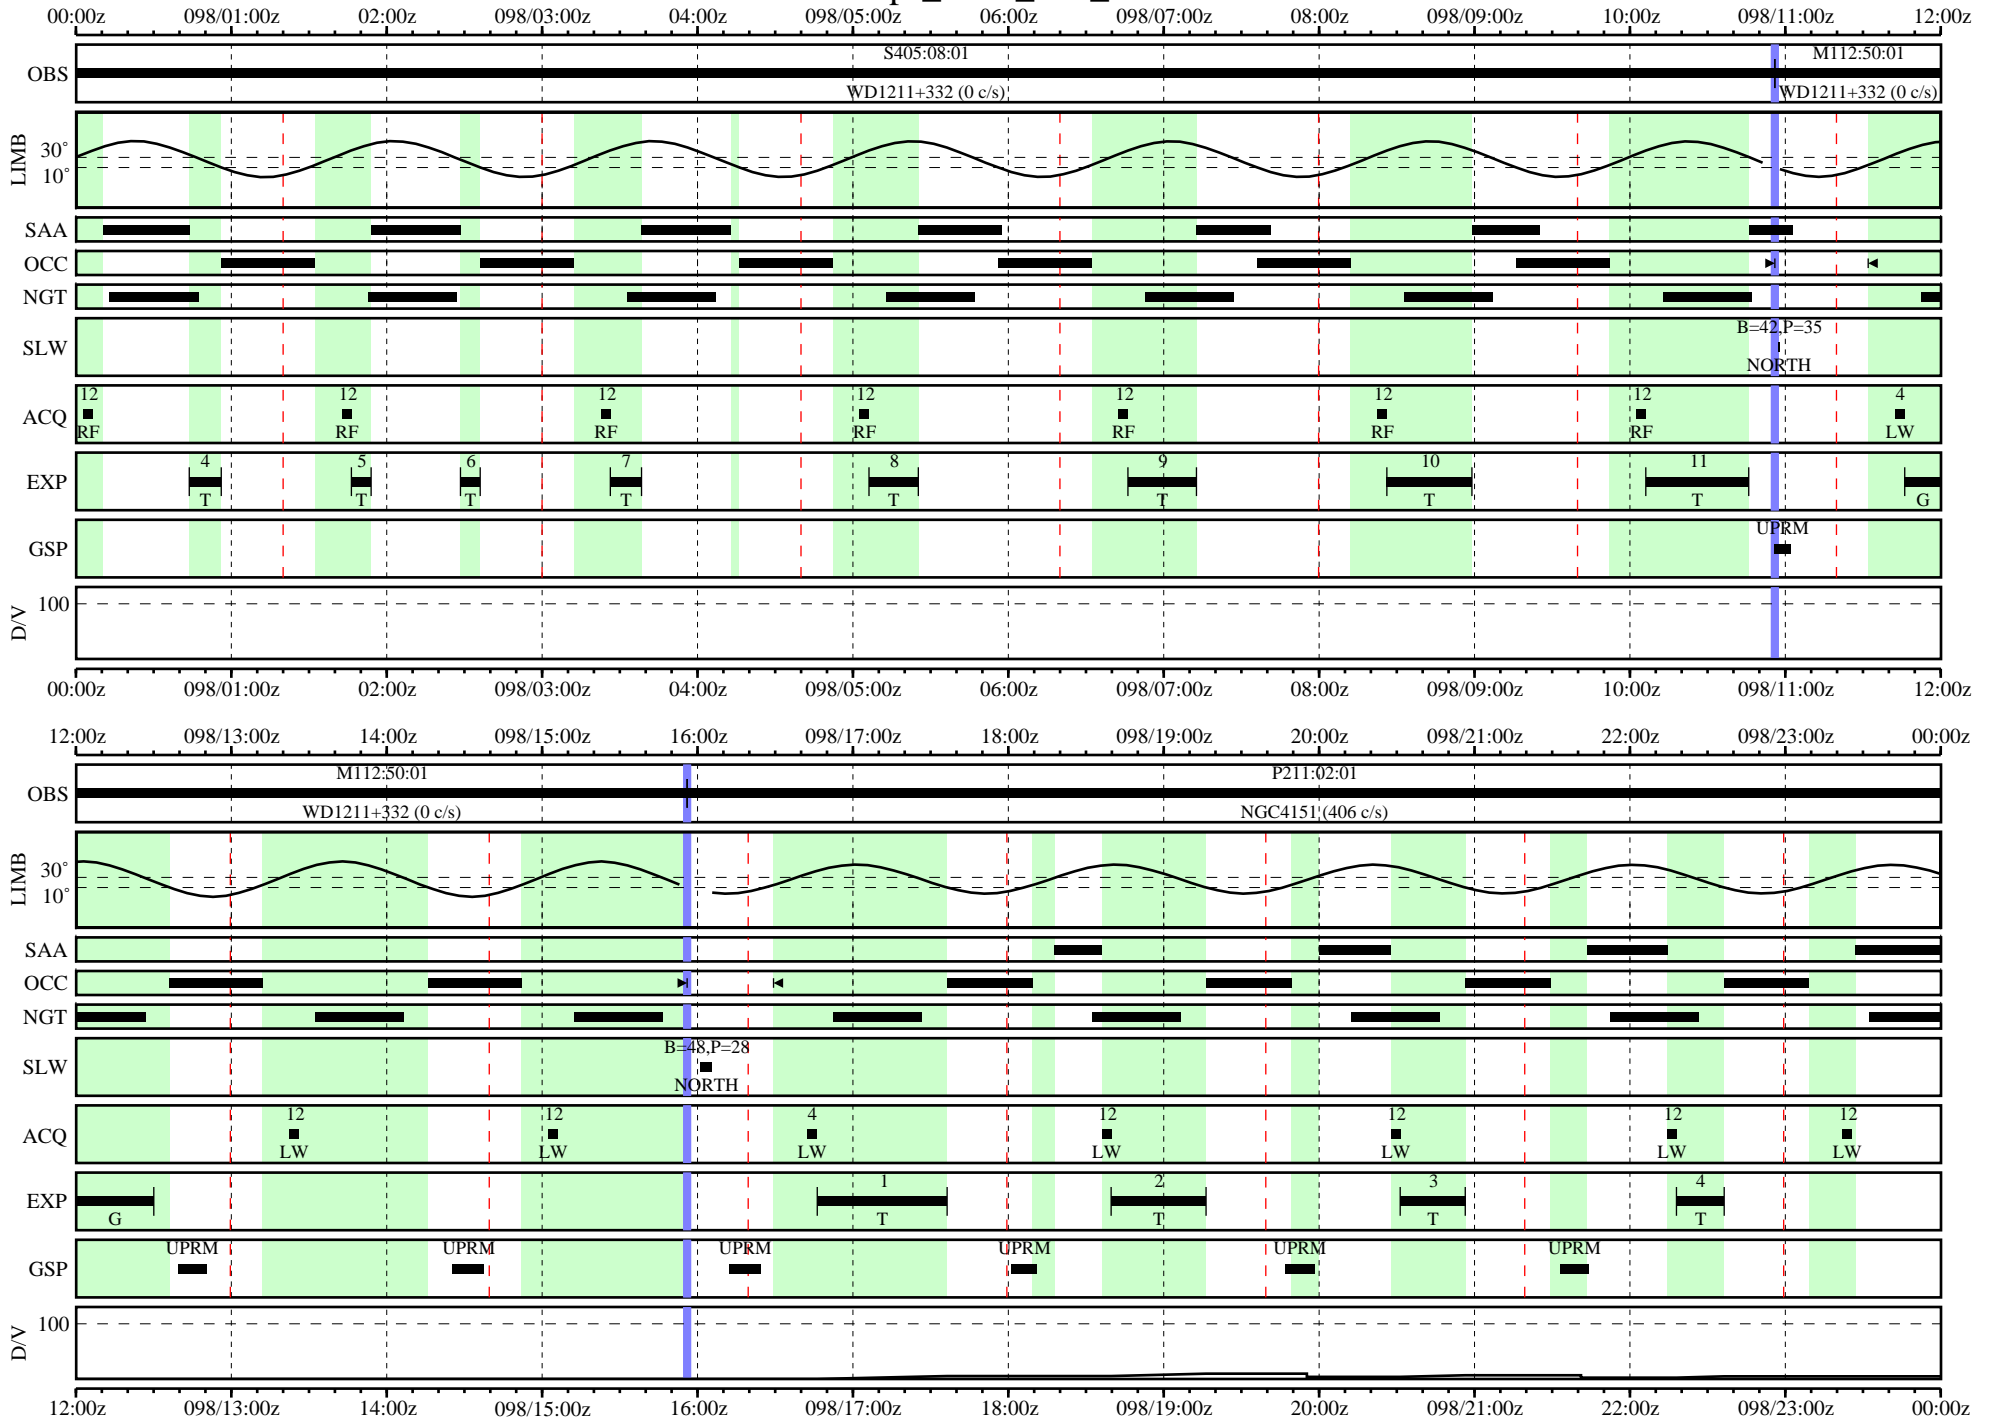 00:00z 098/01:00z 02:00z 098/03:00z 04:00z 098/05:00z 06:00z 098/07:00z 08:00z 098/09:00z 10:00z 098/11:00z 12:00z
S405:08:01 M112:50:01
OBS
WD1211+332 (0 c/s) WD1211+332 (0 c/s)
LIMB 30° 10°
SAA
OCC
NGT
B=42,P=35
SLW
NORTH
12 12 12 12 12 12 12 4
ACQ
RF RF RF RF RF RF RF LW
4 5 6 7 8 9 10 11
EXP
T T T T T T T T G
UPRM
GSP
D/V 100
00:00z 098/01:00z 02:00z 098/03:00z 04:00z 098/05:00z 06:00z 098/07:00z 08:00z 098/09:00z 10:00z 098/11:00z 12:00z
12:00z 098/13:00z 14:00z 098/15:00z 16:00z 098/17:00z 18:00z 098/19:00z 20:00z 098/21:00z 22:00z 098/23:00z 00:00z
M112:50:01 P211:02:01
OBS
WD1211+332 (0 c/s) NGC4151 (406 c/s)
LIMB 30° 10°
SAA
OCC
NGT
B=48,P=28
SLW
NORTH
12 12 4 12 12 12 12
ACQ
LW LW LW LW LW LW LW
1 2 3 4
EXP
G T T T T
UPRM UPRM UPRM UPRM UPRM UPRM
GSP
D/V 100
12:00z 098/13:00z 14:00z 098/15:00z 16:00z 098/17:00z 18:00z 098/19:00z 20:00z 098/21:00z 22:00z 098/23:00z 00:00z